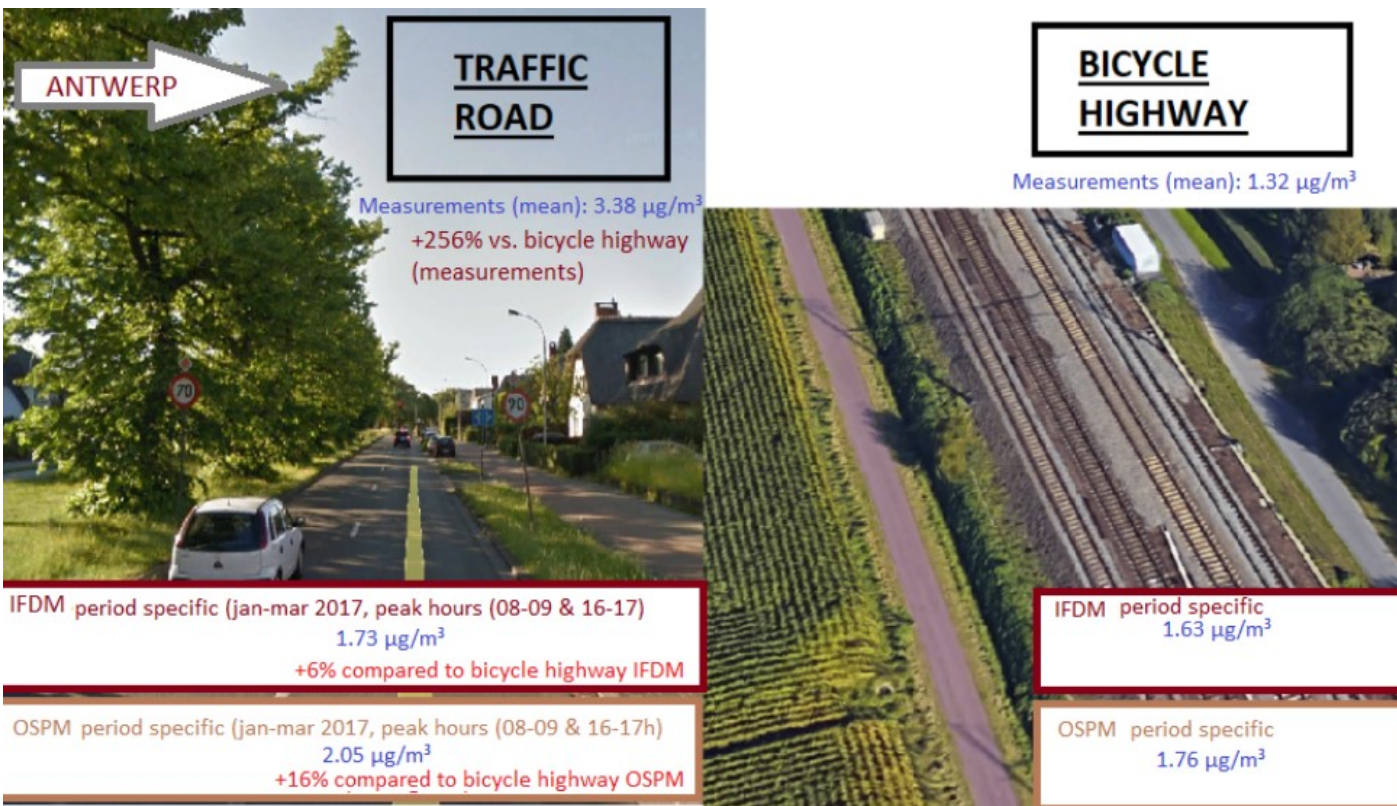 ANTWERP
TRAFFIC
ROAD
Measurements (mean): 3.38 µg/m³
+256% vs. bicycle highway
(measurements)
70
90
IFDM period specific (jan-mar 2017, peak hours (08-09 & 16-17)
1.73 µg/m³
+6% compared to bicycle highway IFDM
OSPM period specific (jan-mar 2017, peak hours (08-09 & 16-17h)
2.05 µg/m³
+16% compared to bicycle highway OSPM
BICYCLE
HIGHWAY
Measurements (mean): 1.32 µg/m³
IFDM period specific
1.63 µg/m³
OSPM period specific
1.76 µg/m³